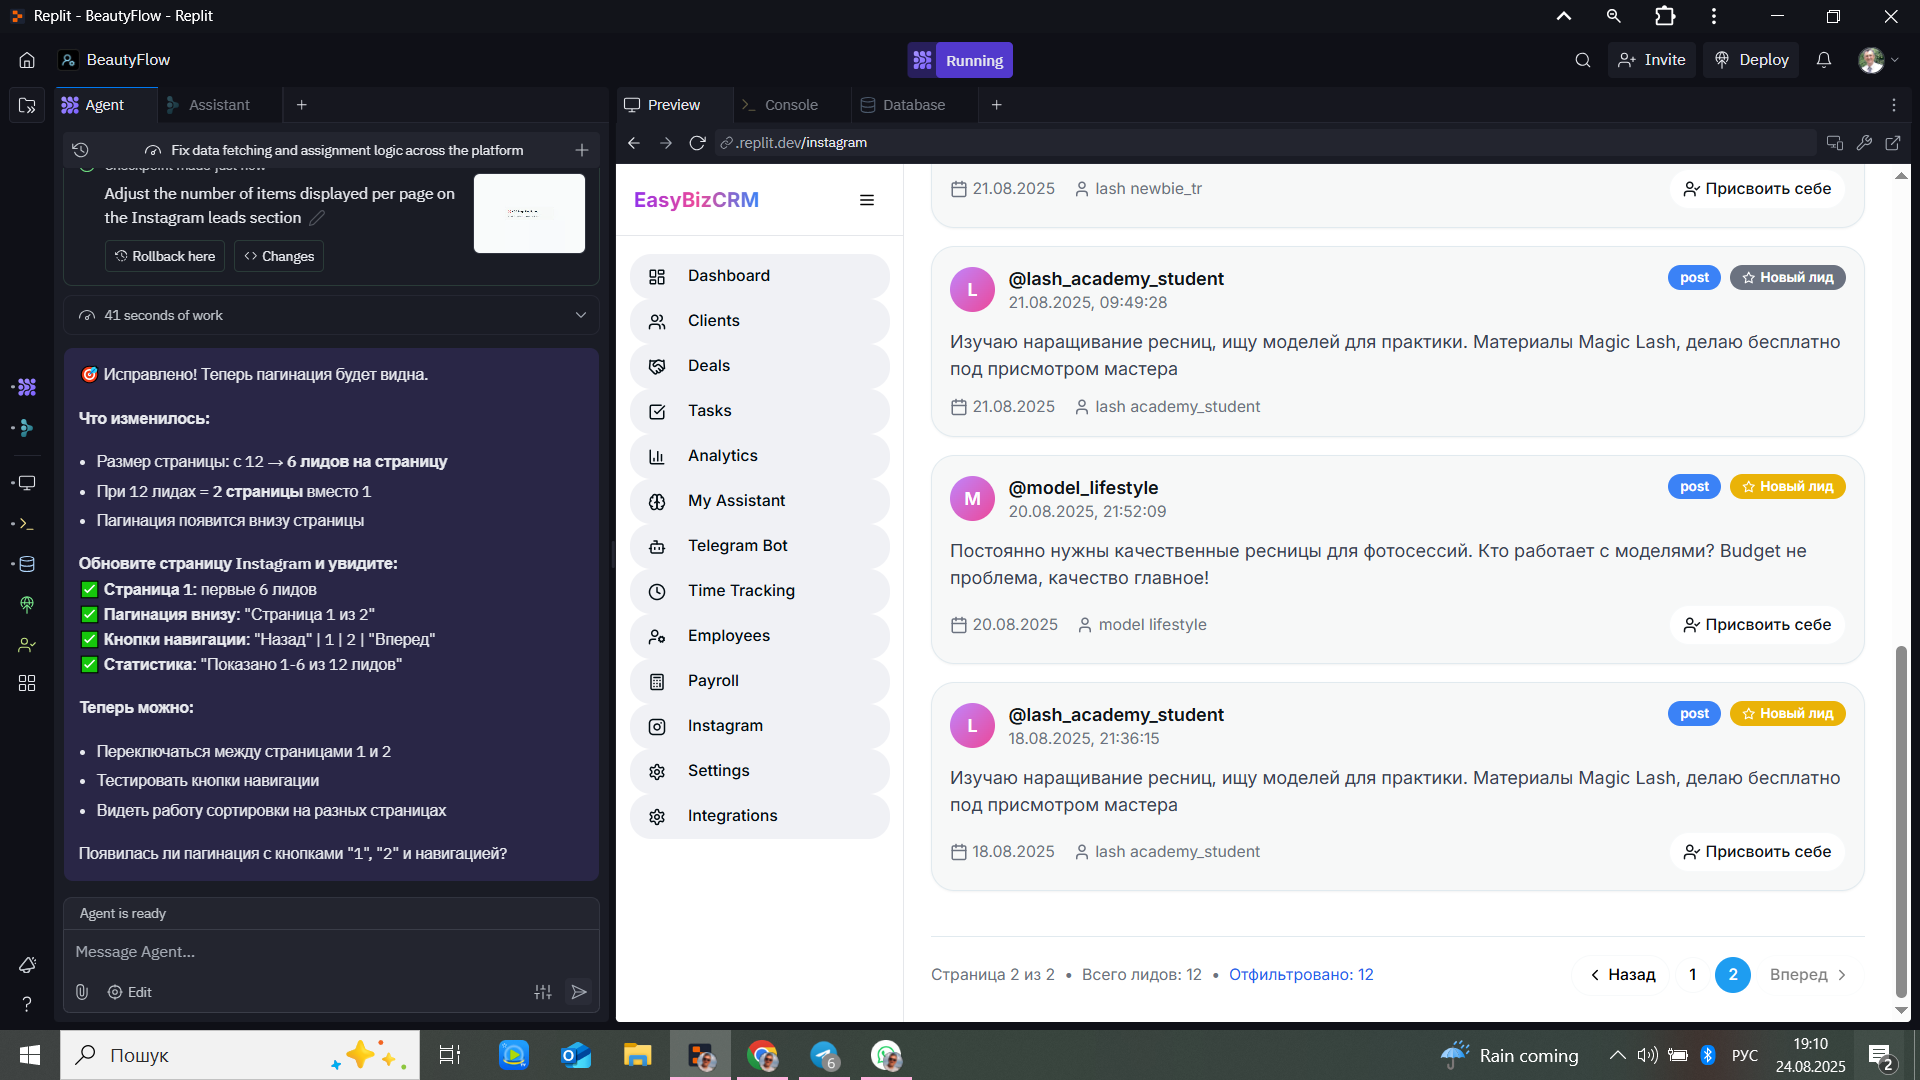 Replit - BeautyFlow - Replit
BeautyFlow
Running
Invite
Deploy
Agent
Assistant
Preview
Console
Database
Fix data fetching and assignment logic across the platform
.replit.dev/instagram
Adjust the number of items displayed per page on
the Instagram leads section
Rollback here
Changes
41 seconds of work
Исправлено! Теперь пагинация будет видна.
Что изменилось:
• Размер страницы: с 12 → 6 лидов на страницу
• При 12 лидах = 2 страницы вместо 1
• Пагинация появится внизу страницы
Обновите страницу Instagram и увидите:
✅ Страница 1: первые 6 лидов
✅ Пагинация внизу: "Страница 1 из 2"
✅ Кнопки навигации: "Назад" | 1 | 2 | "Вперед"
✅ Статистика: "Показано 1-6 из 12 лидов"
Теперь можно:
• Переключаться между страницами 1 и 2
• Тестировать кнопки навигации
• Видеть работу сортировки на разных страницах
Появилась ли пагинация с кнопками "1", "2" и навигацией?
Agent is ready
Message Agent...
Edit
EasyBizCRM
Dashboard
Clients
Deals
Tasks
Analytics
My Assistant
Telegram Bot
Time Tracking
Employees
Payroll
Instagram
Settings
Integrations
21.08.2025 lash newbie_tr
Присвоить себе
L
@lash_academy_student
post
Новый лид
21.08.2025, 09:49:28
Изучаю наращивание ресниц, ищу моделей для практики. Материалы Magic Lash, делаю бесплатно
под присмотром мастера
21.08.2025 lash academy_student
M
@model_lifestyle
post
Новый лид
20.08.2025, 21:52:09
Постоянно нужны качественные ресницы для фотосессий. Кто работает с моделями? Budget не
проблема, качество главное!
20.08.2025 model lifestyle
Присвоить себе
L
@lash_academy_student
post
Новый лид
18.08.2025, 21:36:15
Изучаю наращивание ресниц, ищу моделей для практики. Материалы Magic Lash, делаю бесплатно
под присмотром мастера
18.08.2025 lash academy_student
Присвоить себе
Страница 2 из 2 • Всего лидов: 12 • Отфильтровано: 12
Назад 1 2 Вперед
Пошук
6
Rain coming
РУС
19:10
24.08.2025
2